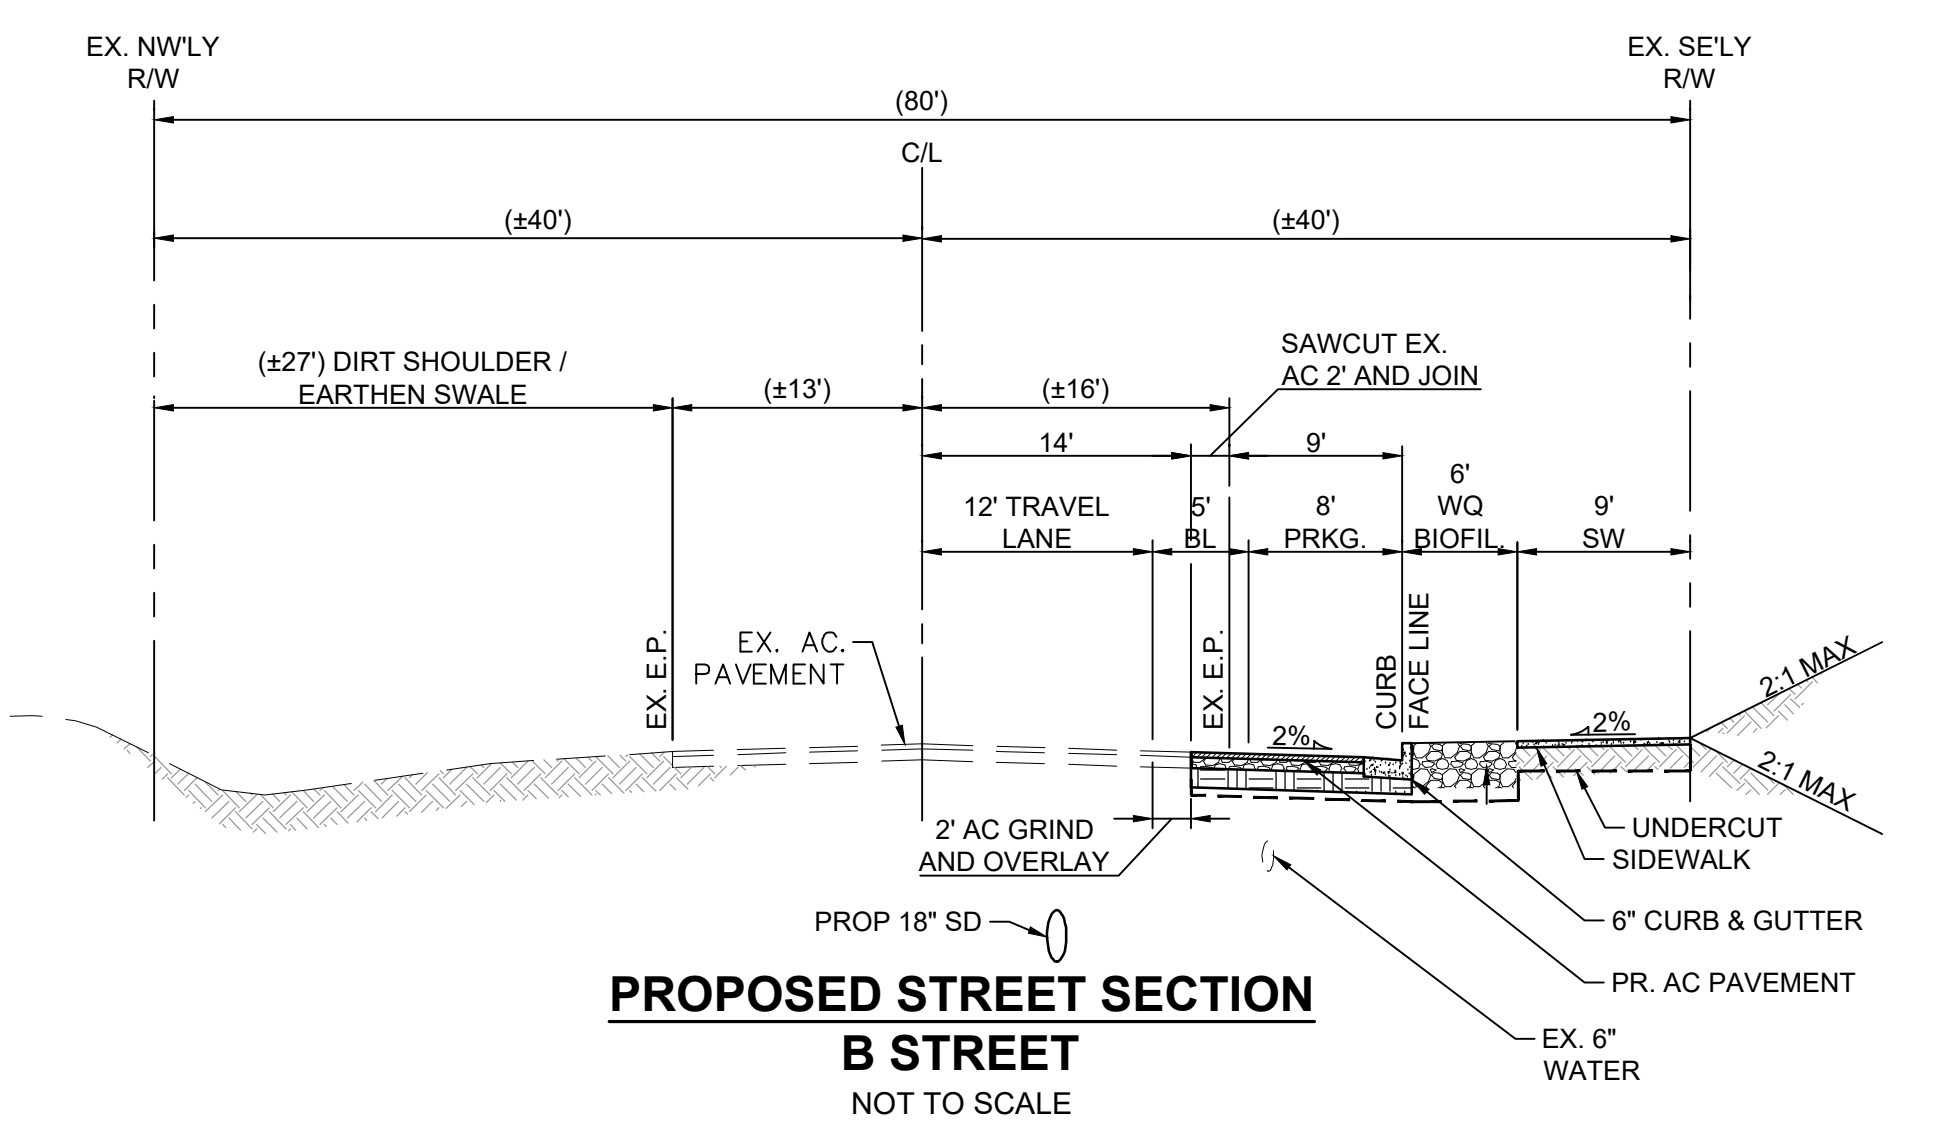 EX. NW'LY
R/W
EX. SE'LY
R/W
(80')
C/L
(±40')
(±40')
(±27') DIRT SHOULDER /
EARTHEN SWALE
(±13')
(±16')
SAWCUT EX.
AC 2' AND JOIN
14'
9'
12' TRAVEL
LANE
5'
BL
8'
PRKG.
6'
WQ
BIOFIL.
9'
SW
EX. E.P.
EX. AC.
PAVEMENT
EX. E.P.
CURB
FACE LINE
2%
2%
2:1 MAX
2:1 MAX
2' AC GRIND
AND OVERLAY
UNDERCUT
SIDEWALK
6" CURB & GUTTER
PR. AC PAVEMENT
EX. 6"
WATER
PROP 18" SD
PROPOSED STREET SECTION
B STREET
NOT TO SCALE